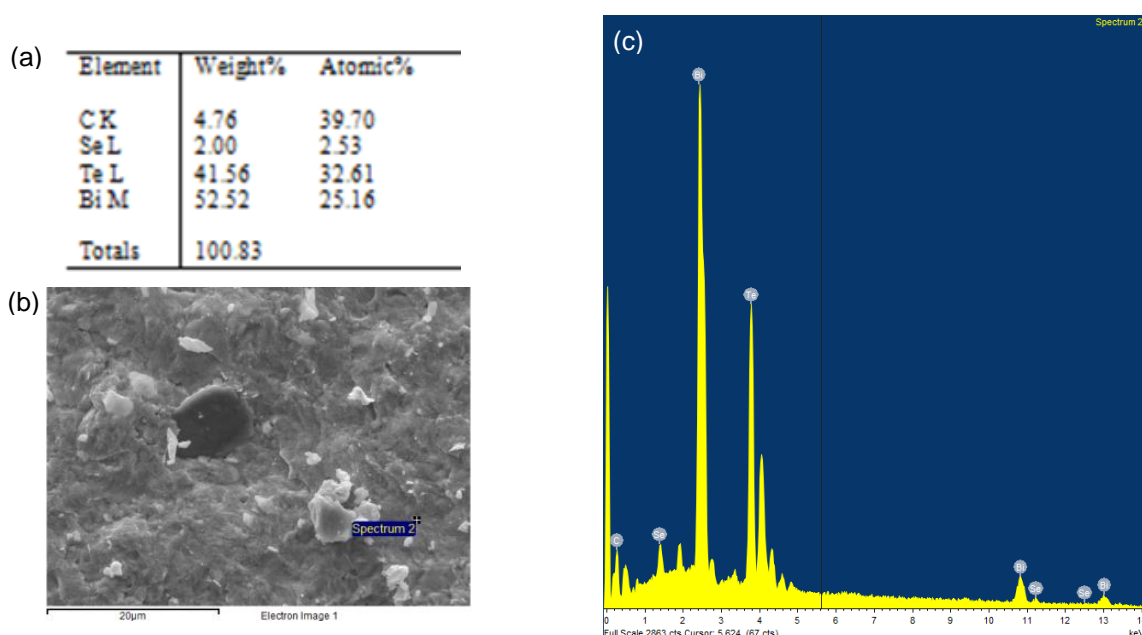 (a)
Element Weight% Atomic%
C K 4.76 39.70
Se L 2.00 2.53
Te L 41.56 32.61
Bi M 52.52 25.16
Totals 100.83
(b)
Spectrum 2
20µm Electron Image 1
(c)
Spectrum 2
Bi
Te
C
Se
Bi
Se
Se
Bi
0 1 2 3 4 5 6 7 8 9 10 11 12 13
Full Scale 2863 cts Cursor: 5.624 (67 cts) keV